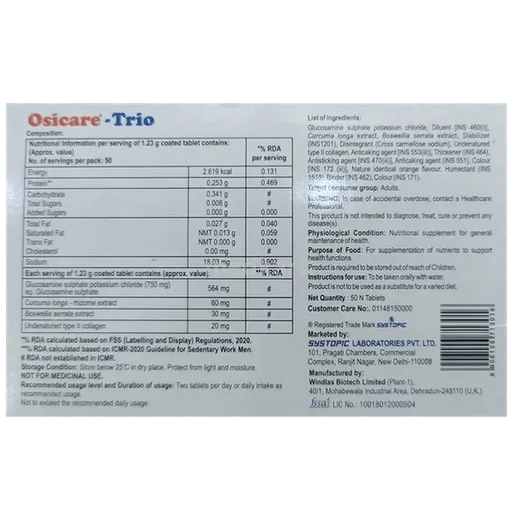 Osicare®-Trio
Composition:
Nutritional Information per serving of 1.23 g coated tablet contains:
(Approx. value)
No. of servings per pack: 50
*% RDA
per serving
Energy 2.619 kcal 0.131
Protein** 0.253 g 0.469
Carbohydrate 0.341 g #
Total Sugars 0.008 g #
Added Sugars 0.000 g 0.000
Total Fat 0.027 g 0.040
Saturated Fat NMT 0.013 g 0.059
Trans Fat NMT 0.000 g 0.000
Cholesterol 0.00 mg #
Sodium 18.03 mg 0.902
Each serving of 1.23 g coated tablet contains (approx. value): **% RDA
Glucosamine sulphate potassium chloride (750 mg)
eq. Glucosamine sulphate 564 mg #
Curcuma longa - rhizome extract 60 mg #
Boswellia serrata extract 30 mg #
Undenatured type II collagen 20 mg #
*% RDA calculated based on FSS (Labelling and Display) Regulations, 2020.
**% RDA calculated based on ICMR-2020 Guideline for Sedentary Work Men.
# RDA not established in ICMR.
Storage Condition: Store below 25°C in dry place. Protect from light and moisture.
NOT FOR MEDICINAL USE.
Recommended usage level and duration of Usage: Two tablets per day or daily intake as
recommended usage daily.
Not to exceed the recommended daily usage.
List of Ingredients:
Glucosamine sulphate potassium chloride, Diluent [INS 460(i)],
Curcuma longa extract, Boswellia serrata extract, Stabilizer
(INS1201), Disintegrant (Cross carmellose sodium), Undenatured
type II collagen, Anticaking agent [INS 553(iii)], Thickener (INS 464),
Antisticking agent [INS 470(iii)], Anticaking agent (INS 551), Colour
[INS 172 (ii)], Nature identical orange flavour, Humectant (INS
1518), Binder (INS 462), Colour (INS 171).
Target consumer group: Adults.
WARNING: In case of accidental overdose, contact a Healthcare
Professional.
This product is not intended to diagnose, treat, cure or prevent any
disease(s).
Physiological Condition: Nutritional supplement for general
maintenance of health.
Purpose of Food: For supplementation of nutrients to support
health functions.
Product is required to be stored out of reach of Children.
Instructions for Use: To be taken orally with water.
Product is not to be used as a substitute for a varied diet.
Net Quantity : 50 N Tablets
Customer Care No.: 01148150000
® Registered Trade Mark SYSTOPIC
Marketed by:
SYSTOPIC LABORATORIES PVT. LTD.
101, Pragati Chambers, Commercial
Complex, Ranjit Nagar, New Delhi-110008
Manufactured by:
Windlas Biotech Limited (Plant-1),
40/1, Mohabewala Industrial Area, Dehradun-248110 (U.K.)
fssai LIC No.: 10018012000504